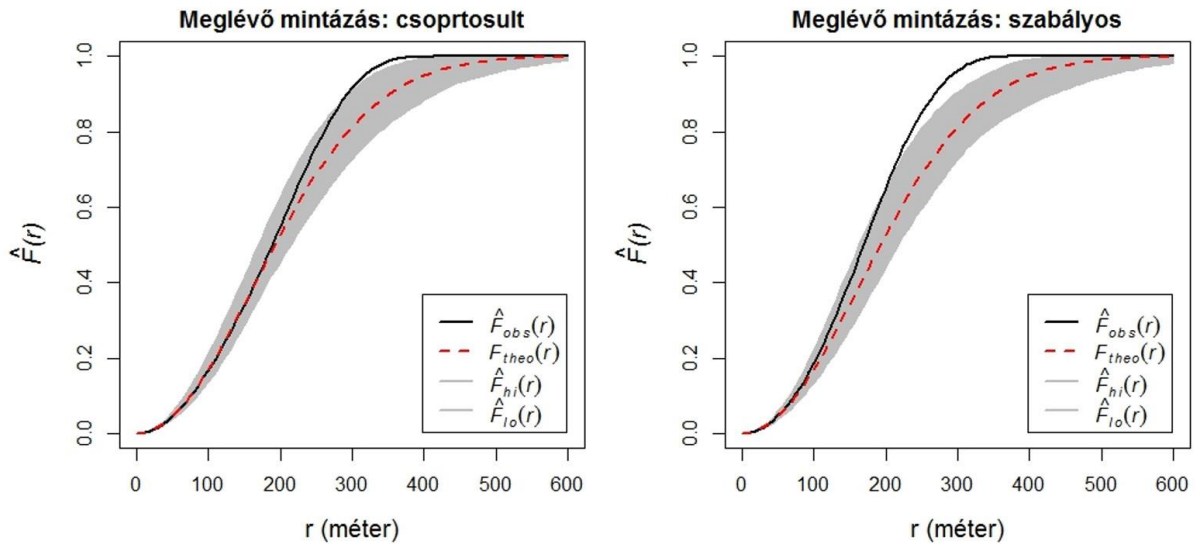 Meglévő mintázás: csoprtosult
1.0
0.8
0.6
0.4
0.2
0.0
F̂(r)
F̂obs(r)
Ftheo(r)
F̂hi(r)
F̂lo(r)
0 100 200 300 400 500 600
r (méter)
Meglévő mintázás: szabályos
1.0
0.8
0.6
0.4
0.2
0.0
F̂(r)
F̂obs(r)
Ftheo(r)
F̂hi(r)
F̂lo(r)
0 100 200 300 400 500 600
r (méter)